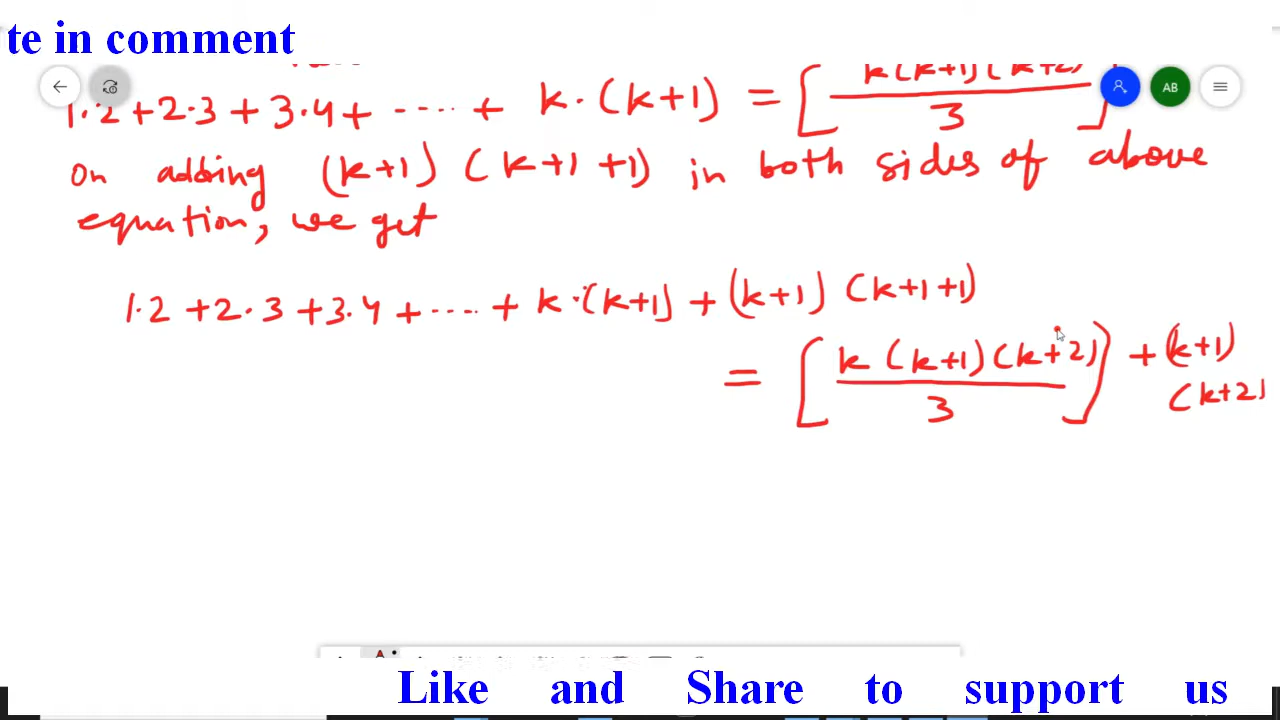 te in comment
1·2 + 2·3 + 3·4 + ..... + k·(k+1) = [k(k+1)(k+2)/3]
AB
On adding (k+1) (k+1+1) in both sides of above
equation, we get
1·2 + 2·3 + 3·4 + ..... + k·(k+1) + (k+1) (k+1+1)
= [k(k+1)(k+2)/3] + (k+1)
(k+2)
Like and Share to support us